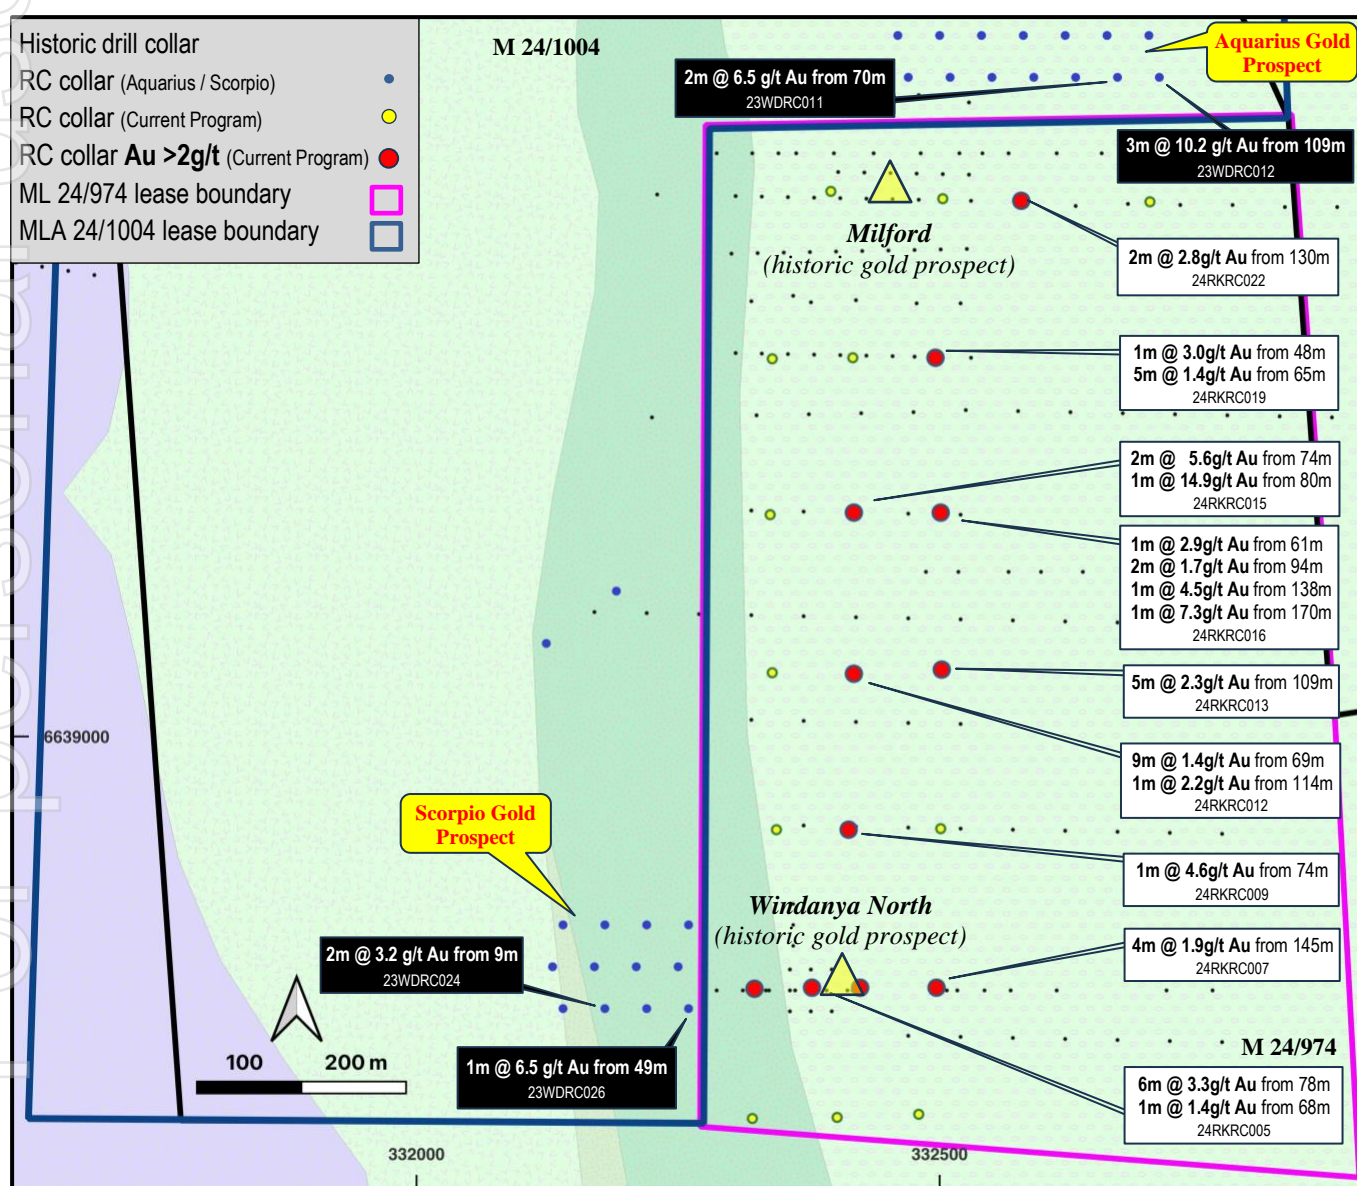 Historic drill collar
RC collar (Aquarius / Scorpio)
RC collar (Current Program)
RC collar Au >2g/t (Current Program)
ML 24/974 lease boundary
MLA 24/1004 lease boundary
M 24/1004
Aquarius Gold
Prospect
2m @ 6.5 g/t Au from 70m
23WDRC011
3m @ 10.2 g/t Au from 109m
23WDRC012
Milford
(historic gold prospect)
2m @ 2.8g/t Au from 130m
24RKRC022
1m @ 3.0g/t Au from 48m
5m @ 1.4g/t Au from 65m
24RKRC019
2m @ 5.6g/t Au from 74m
1m @ 14.9g/t Au from 80m
24RKRC015
1m @ 2.9g/t Au from 61m
2m @ 1.7g/t Au from 94m
1m @ 4.5g/t Au from 138m
1m @ 7.3g/t Au from 170m
24RKRC016
5m @ 2.3g/t Au from 109m
24RKRC013
6639000
9m @ 1.4g/t Au from 69m
1m @ 2.2g/t Au from 114m
24RKRC012
Scorpio Gold
Prospect
1m @ 4.6g/t Au from 74m
24RKRC009
Windanya North
(historic gold prospect)
2m @ 3.2 g/t Au from 9m
23WDRC024
4m @ 1.9g/t Au from 145m
24RKRC007
100 200 m
1m @ 6.5 g/t Au from 49m
23WDRC026
M 24/974
6m @ 3.3g/t Au from 78m
1m @ 1.4g/t Au from 68m
24RKRC005
332000
332500